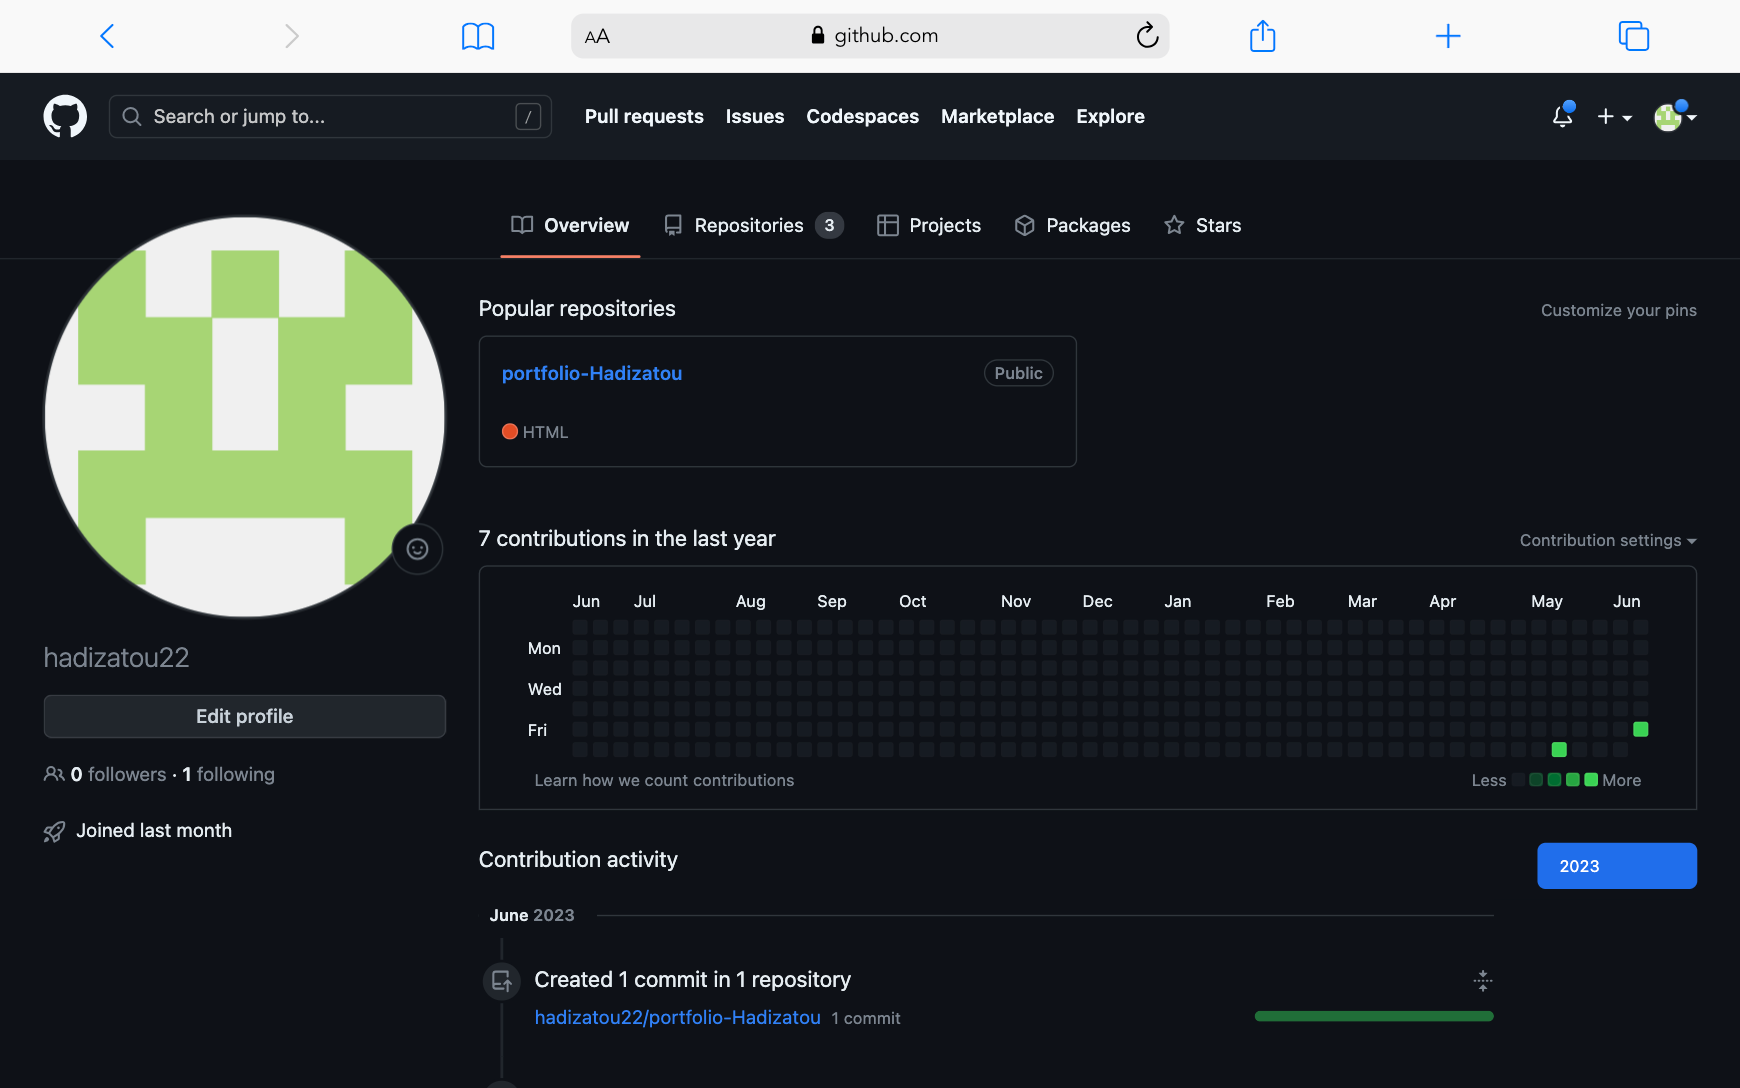 AA github.com
Search or jump to... / Pull requests Issues Codespaces Marketplace Explore
Overview Repositories 3 Projects Packages Stars
Popular repositories
Customize your pins
portfolio-Hadizatou Public
HTML
7 contributions in the last year
Contribution settings
Jun Jul Aug Sep Oct Nov Dec Jan Feb Mar Apr May Jun
Mon
Wed
Fri
Learn how we count contributions
Less More
hadizatou22
Edit profile
0 followers · 1 following
Joined last month
Contribution activity
2023
June 2023
Created 1 commit in 1 repository
hadizatou22/portfolio-Hadizatou 1 commit